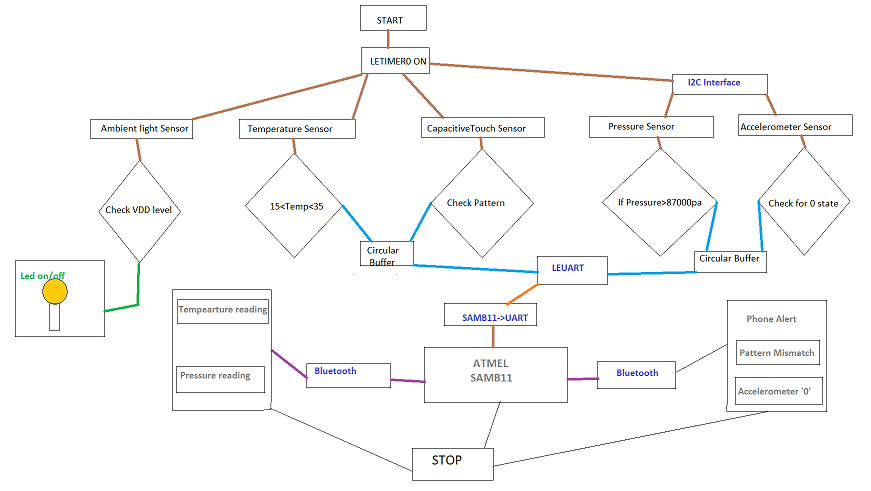 START
LETIMER0 ON
I2C Interface
Ambient light Sensor
Temperature Sensor
CapacitiveTouch Sensor
Pressure Sensor
Accelerometer Sensor
Check VDD level
15<Temp<35
Check Pattern
If Pressure>87000pa
Check for 0 state
Circular
Buffer
Circular Buffer
LEUART
Led on/off
SAMB11->UART
Tempearture reading
Pressure reading
Bluetooth
ATMEL
SAMB11
Bluetooth
Phone Alert
Pattern Mismatch
Accelerometer '0'
STOP